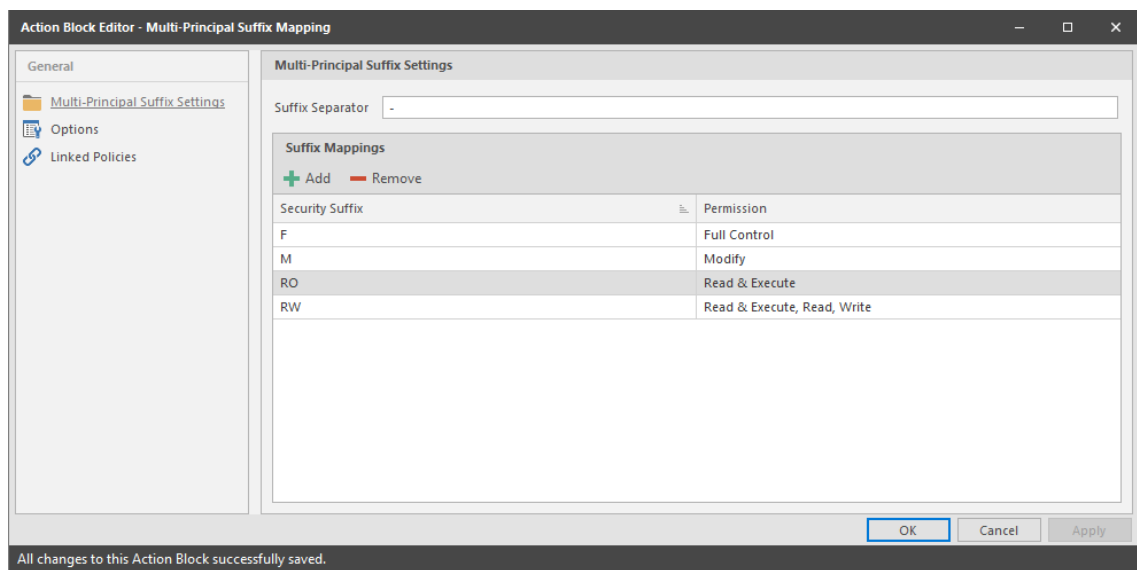 Action Block Editor - Multi-Principal Suffix Mapping
General
Multi-Principal Suffix Settings
Options
Linked Policies
Multi-Principal Suffix Settings
Suffix Separator -
Suffix Mappings
Add Remove
Security Suffix Permission
F Full Control
M Modify
RO Read & Execute
RW Read & Execute, Read, Write
OK Cancel Apply
All changes to this Action Block successfully saved.